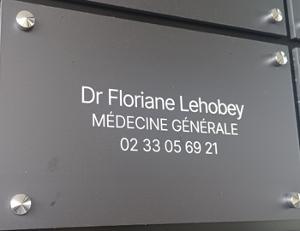 Dr Floriane Lehobey
MÉDECINE GÉNÉRALE
02 33 05 69 21